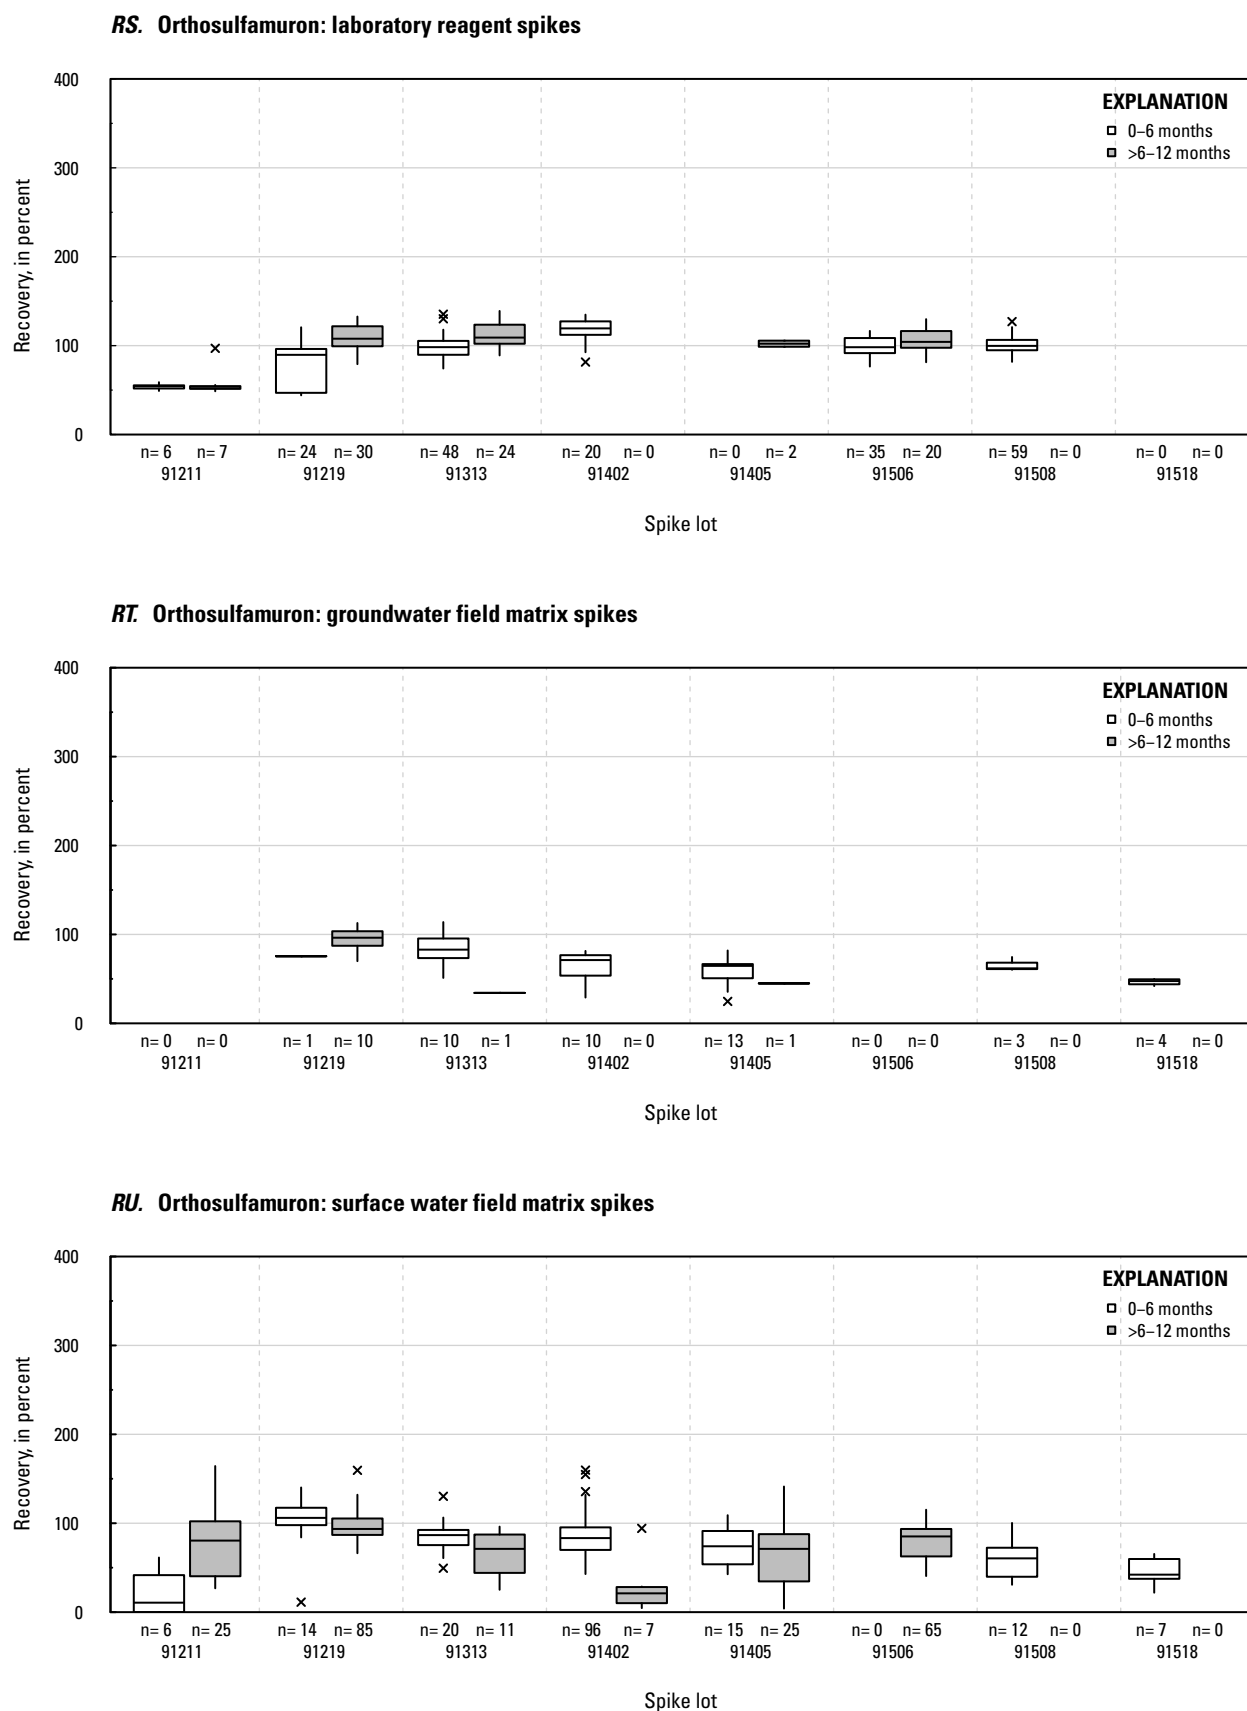 RS. Orthosulfamuron: laboratory reagent spikes
400
EXPLANATION
0–6 months
>6–12 months
300
200
100
0
Recovery, in percent
n= 6 n= 7 n= 24 n= 30 n= 48 n= 24 n= 20 n= 0 n= 0 n= 2 n= 35 n= 20 n= 59 n= 0 n= 0 n= 0
91211 91219 91313 91402 91405 91506 91508 91518
Spike lot
RT. Orthosulfamuron: groundwater field matrix spikes
400
EXPLANATION
0–6 months
>6–12 months
300
200
100
0
Recovery, in percent
n= 0 n= 0 n= 1 n= 10 n= 10 n= 1 n= 10 n= 0 n= 13 n= 1 n= 0 n= 0 n= 3 n= 0 n= 4 n= 0
91211 91219 91313 91402 91405 91506 91508 91518
Spike lot
RU. Orthosulfamuron: surface water field matrix spikes
400
EXPLANATION
0–6 months
>6–12 months
300
200
100
0
Recovery, in percent
n= 6 n= 25 n= 14 n= 85 n= 20 n= 11 n= 96 n= 7 n= 15 n= 25 n= 0 n= 65 n= 12 n= 0 n= 7 n= 0
91211 91219 91313 91402 91405 91506 91508 91518
Spike lot